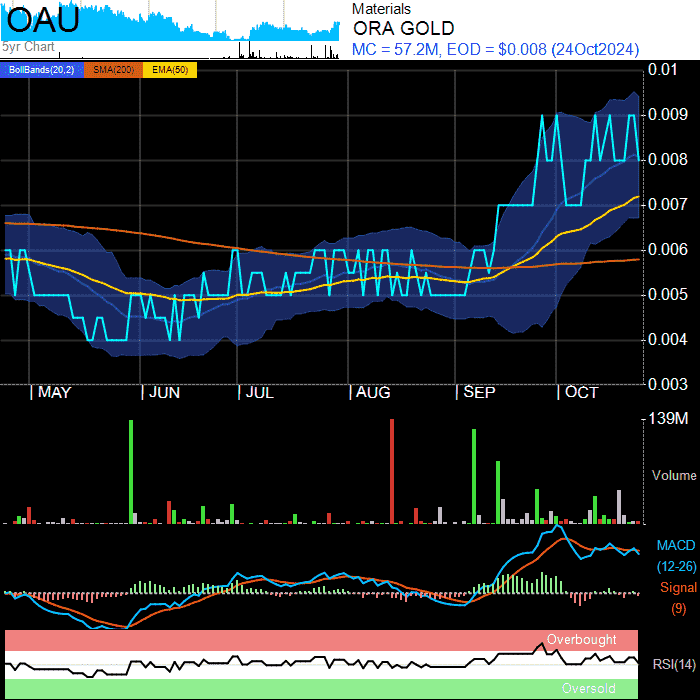 OAU
5yr Chart
Materials
ORA GOLD
MC = 57.2M, EOD = $0.008 (24Oct2024)
BollBands(20,2) SMA(200) EMA(50)
0.01
0.009
0.008
0.007
0.006
0.005
0.004
0.003
MAY JUN JUL AUG SEP OCT
139M
Volume
MACD
(12-26)
Signal
(9)
Overbought
RSI(14)
Oversold